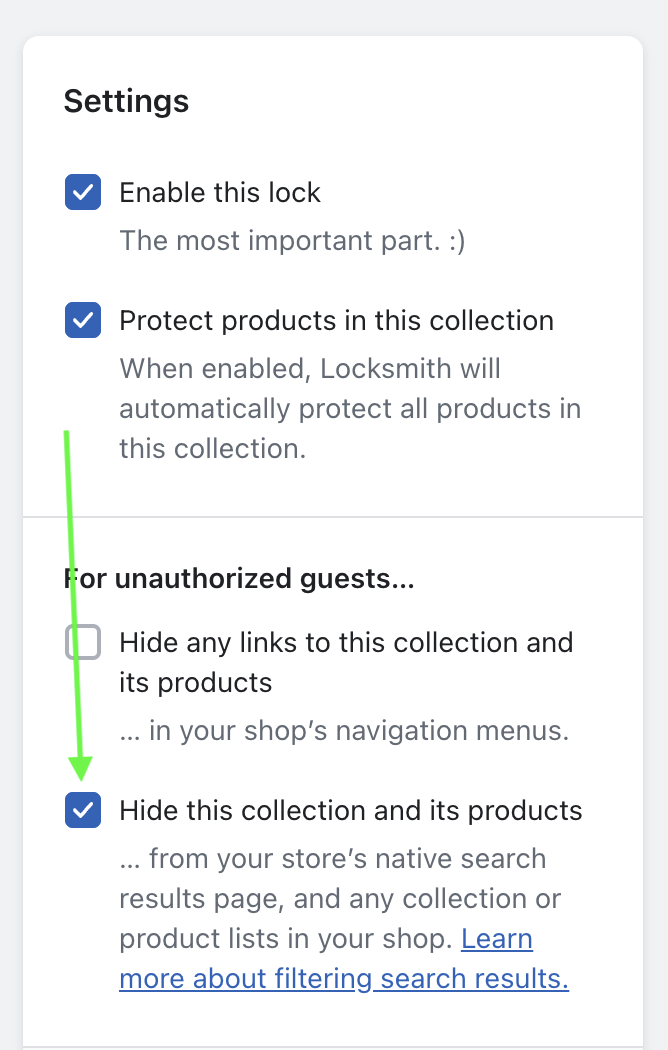 Settings
Enable this lock
The most important part. :)
Protect products in this collection
When enabled, Locksmith will
automatically protect all products in
this collection.
For unauthorized guests...
Hide any links to this collection and
its products
... in your shop’s navigation menus.
Hide this collection and its products
... from your store’s native search
results page, and any collection or
product lists in your shop. Learn
more about filtering search results.